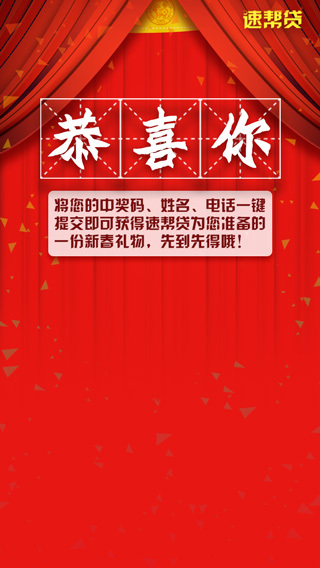 速帮贷
恭喜你
将您的中奖码、姓名、电话一键
提交即可获得速帮贷为您准备的
一份新春礼物，先到先得哦！